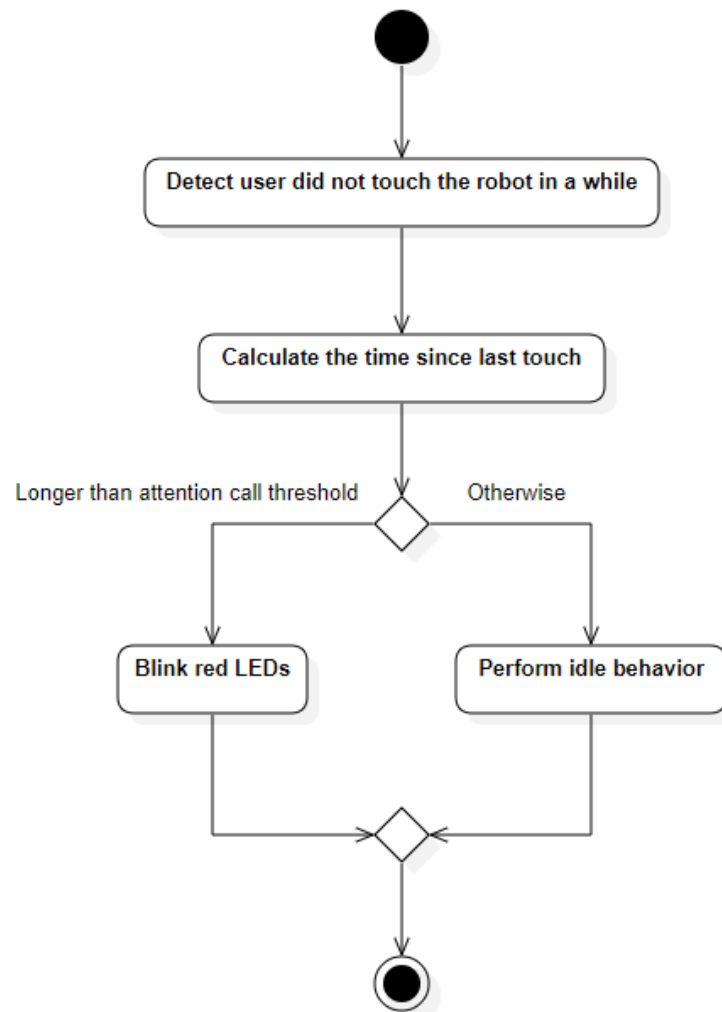 Detect user did not touch the robot in a while
Calculate the time since last touch
Longer than attention call threshold
Otherwise
Blink red LEDs
Perform idle behavior